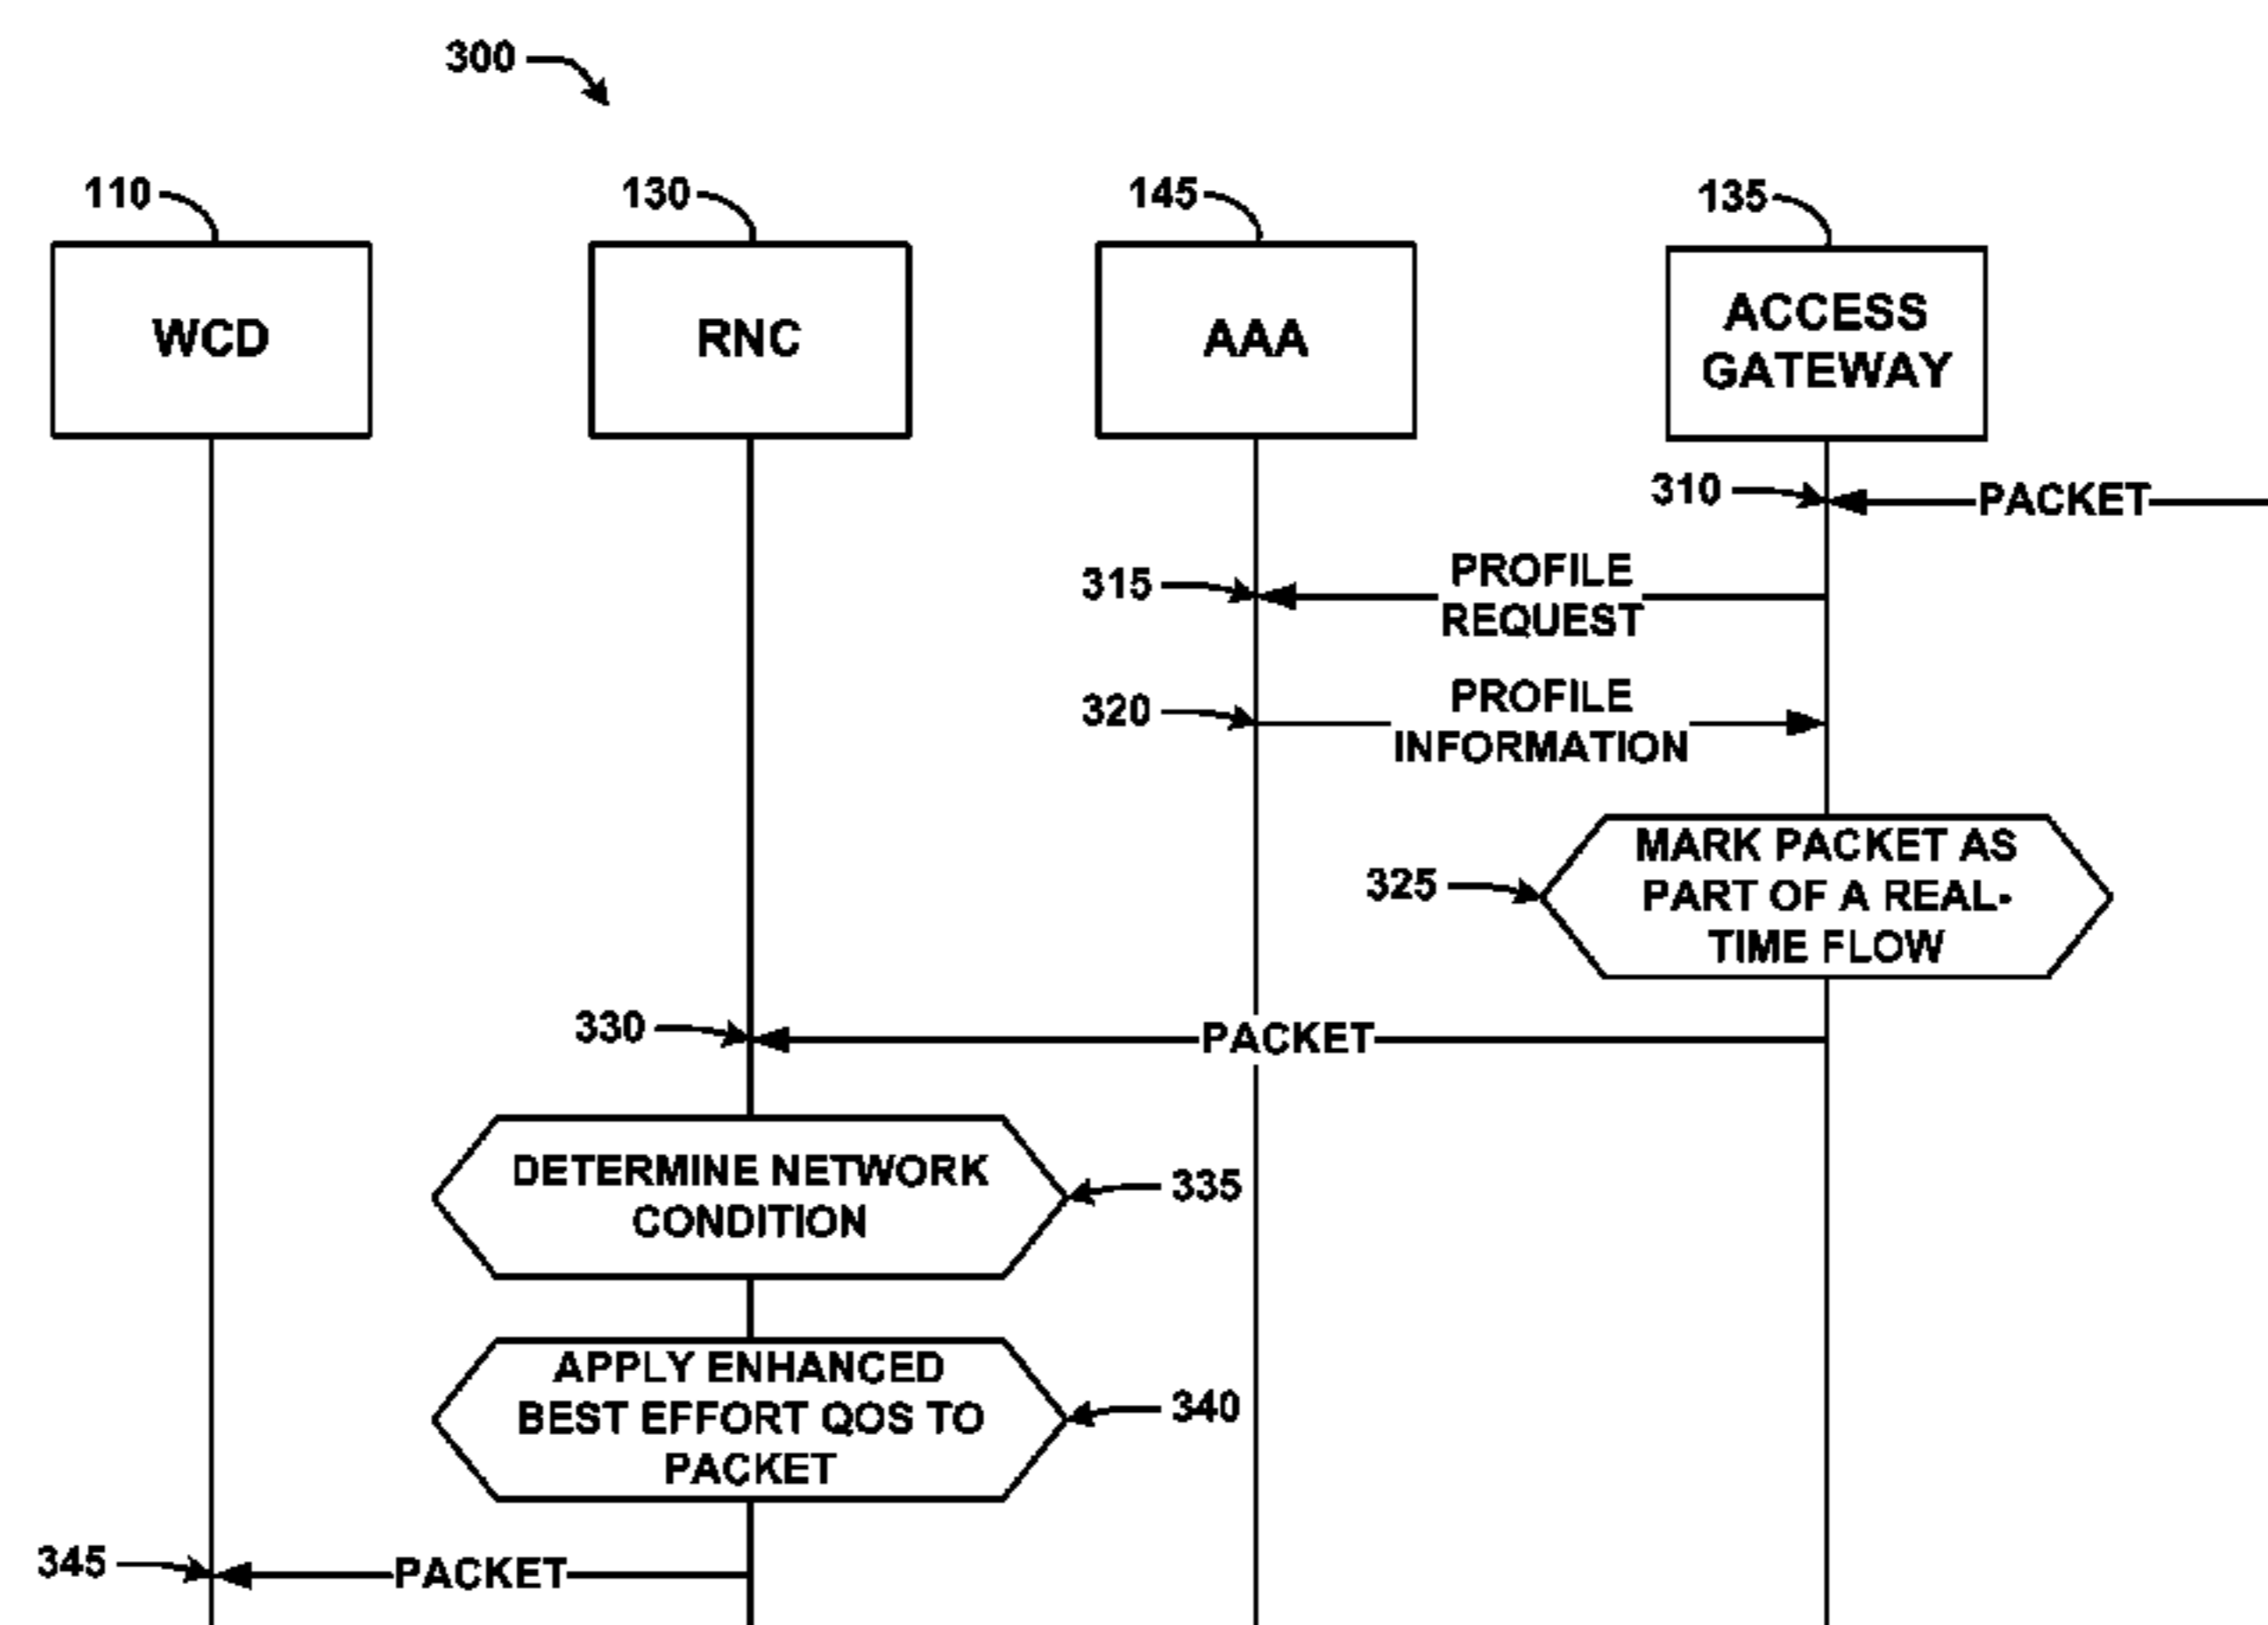 300
110
130
145
135
WCD
RNC
AAA
ACCESS
GATEWAY
310
PACKET
315
PROFILE
REQUEST
320
PROFILE
INFORMATION
325
MARK PACKET AS
PART OF A REAL-
TIME FLOW
330
PACKET
DETERMINE NETWORK
CONDITION
335
APPLY ENHANCED
BEST EFFORT QOS TO
PACKET
340
345
PACKET